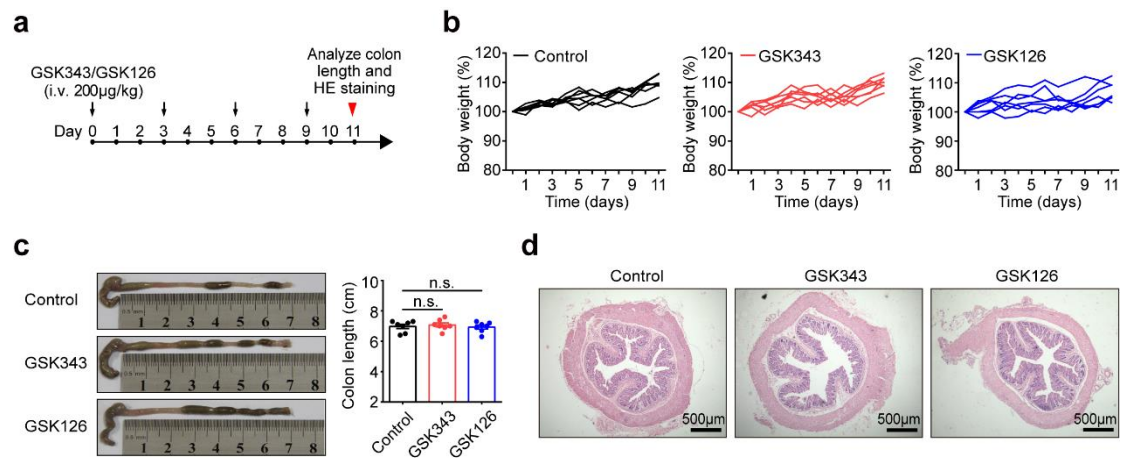 a
GSK343/GSK126
(i.v. 200μg/kg)
Analyze colon
length and
HE staining
Day 0 1 2 3 4 5 6 7 8 9 10 11
b
Control
Body weight (%)
120
110
100
90
80
1 3 5 7 9 11
Time (days)
GSK343
Body weight (%)
120
110
100
90
80
1 3 5 7 9 11
Time (days)
GSK126
Body weight (%)
120
110
100
90
80
1 3 5 7 9 11
Time (days)
c
Control
1 2 3 4 5 6 7 8
GSK343
1 2 3 4 5 6 7 8
GSK126
1 2 3 4 5 6 7 8
Colon length (cm)
10
8
6
4
2
n.s.
n.s.
Control
GSK343
GSK126
d
Control
500μm
GSK343
500μm
GSK126
500μm